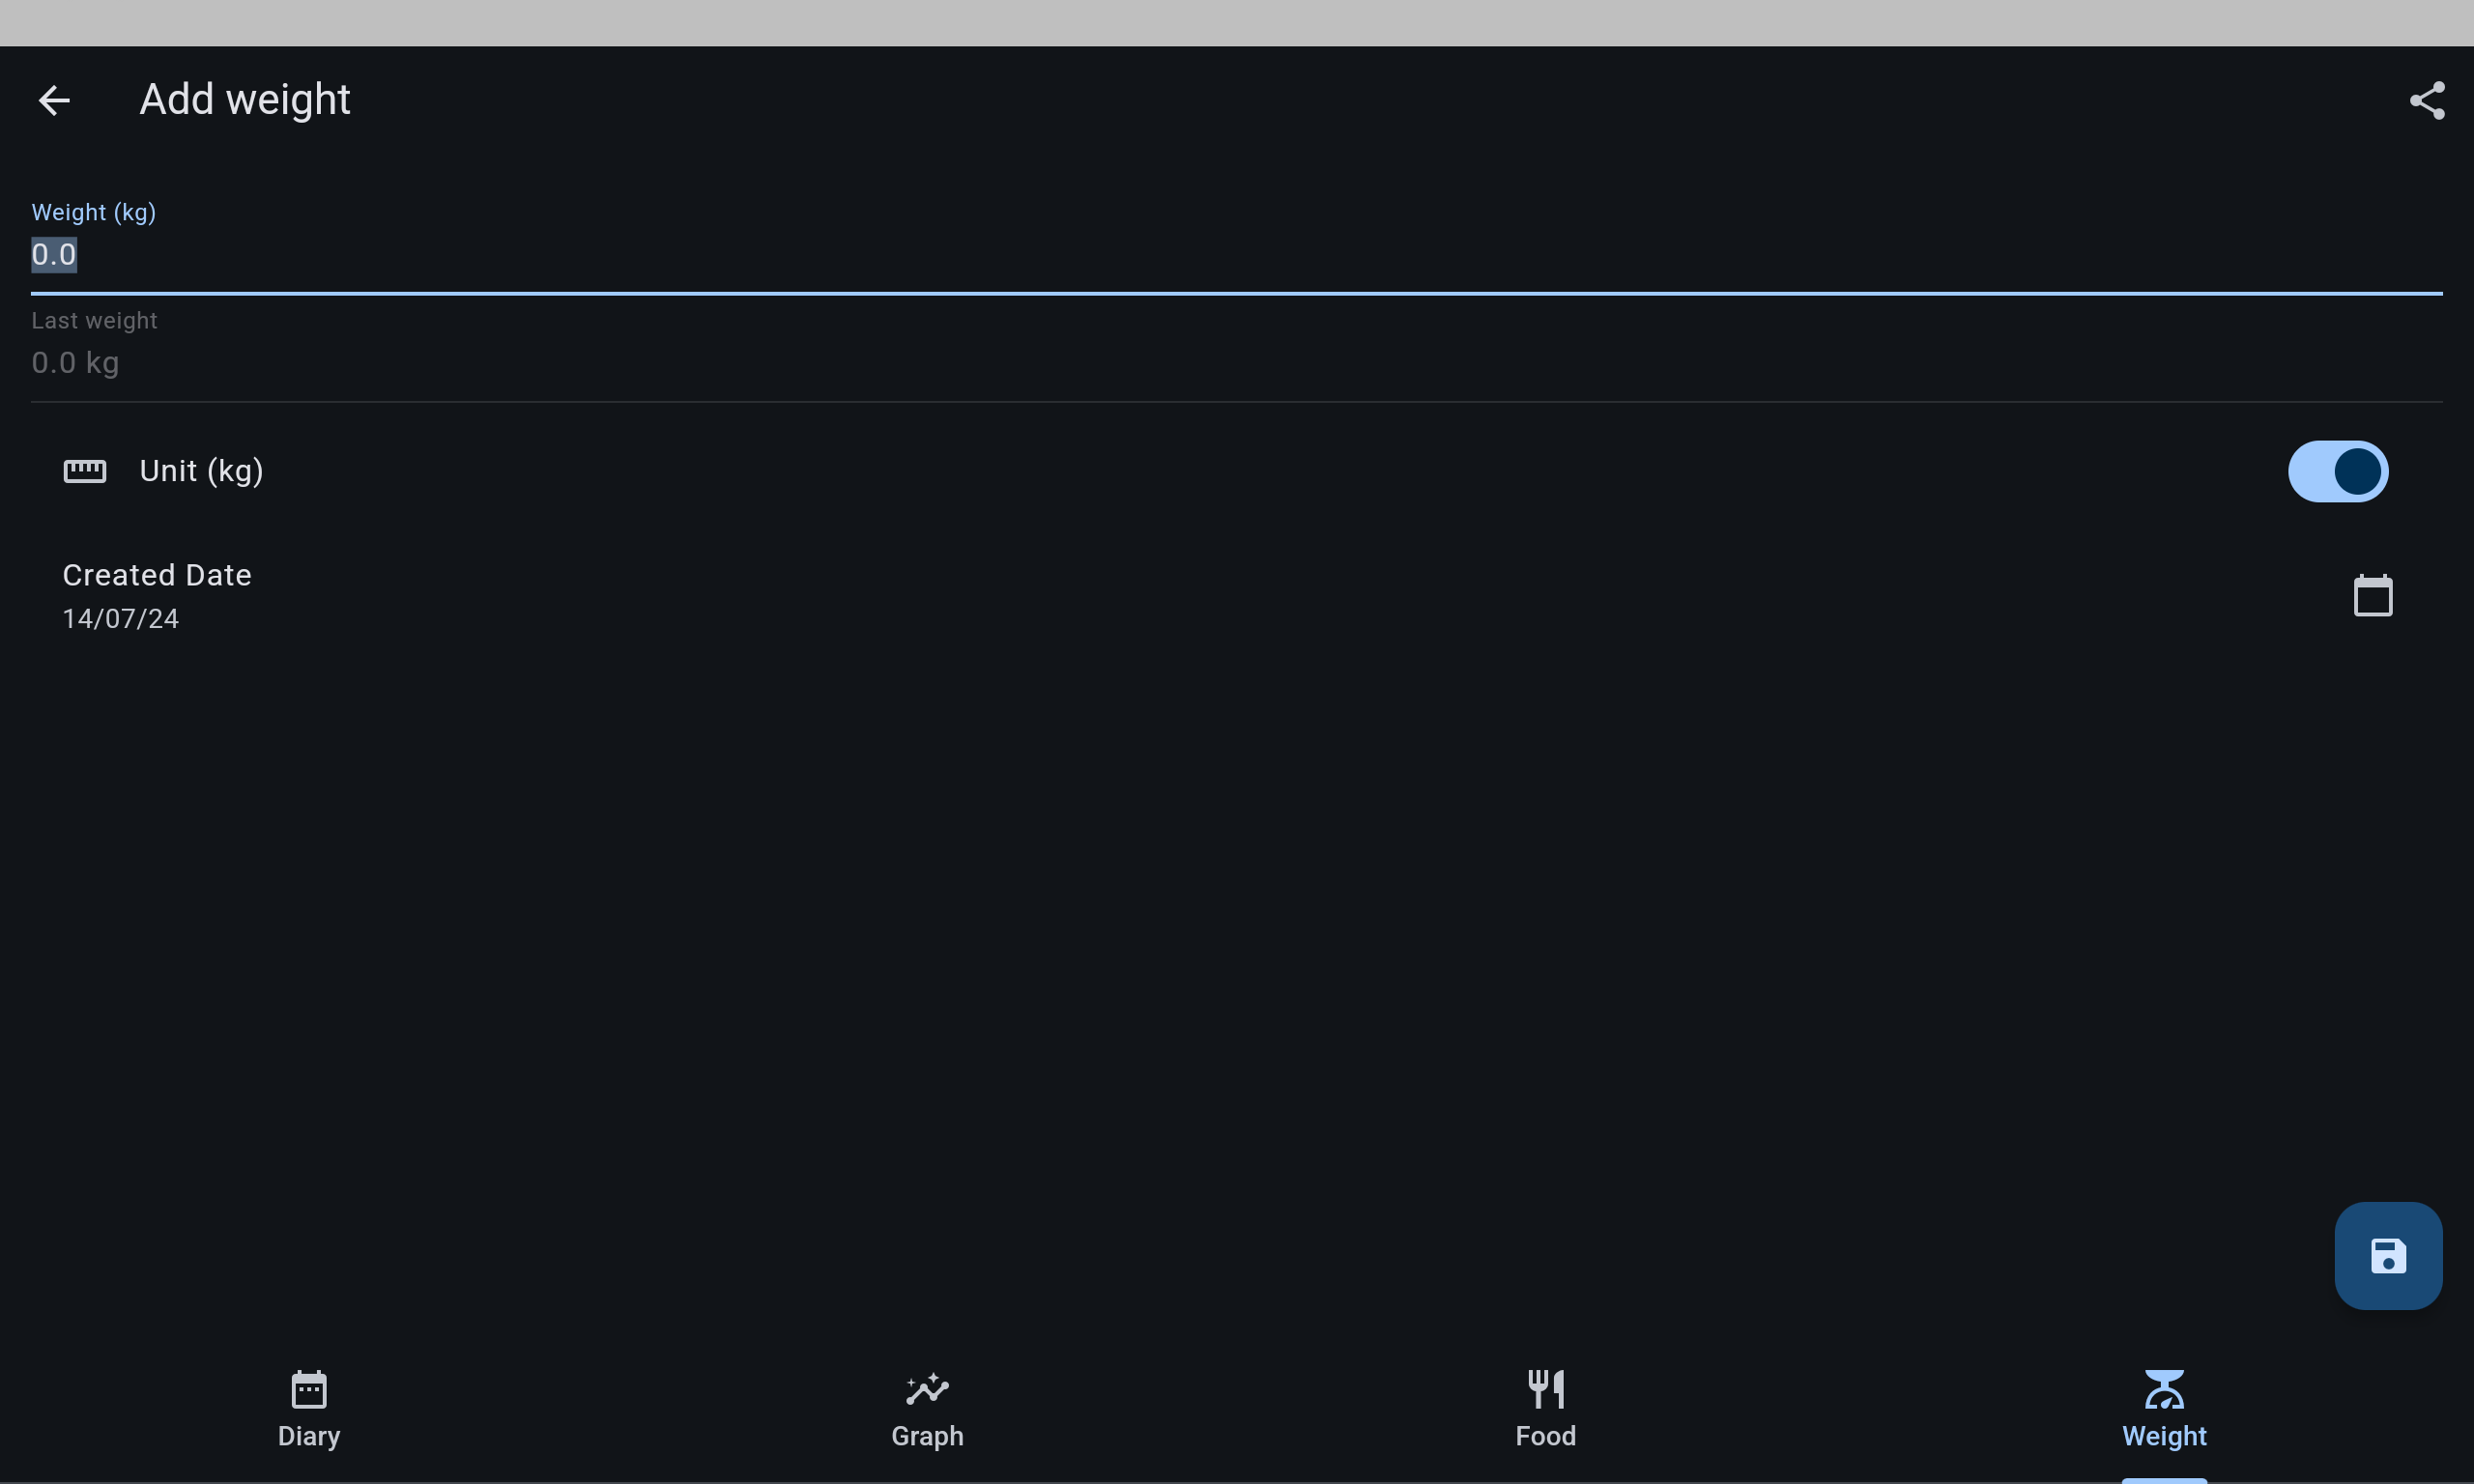 Add weight
Weight (kg)
0.0
Last weight
0.0 kg
Unit (kg)
Created Date
14/07/24
Diary
Graph
Food
Weight